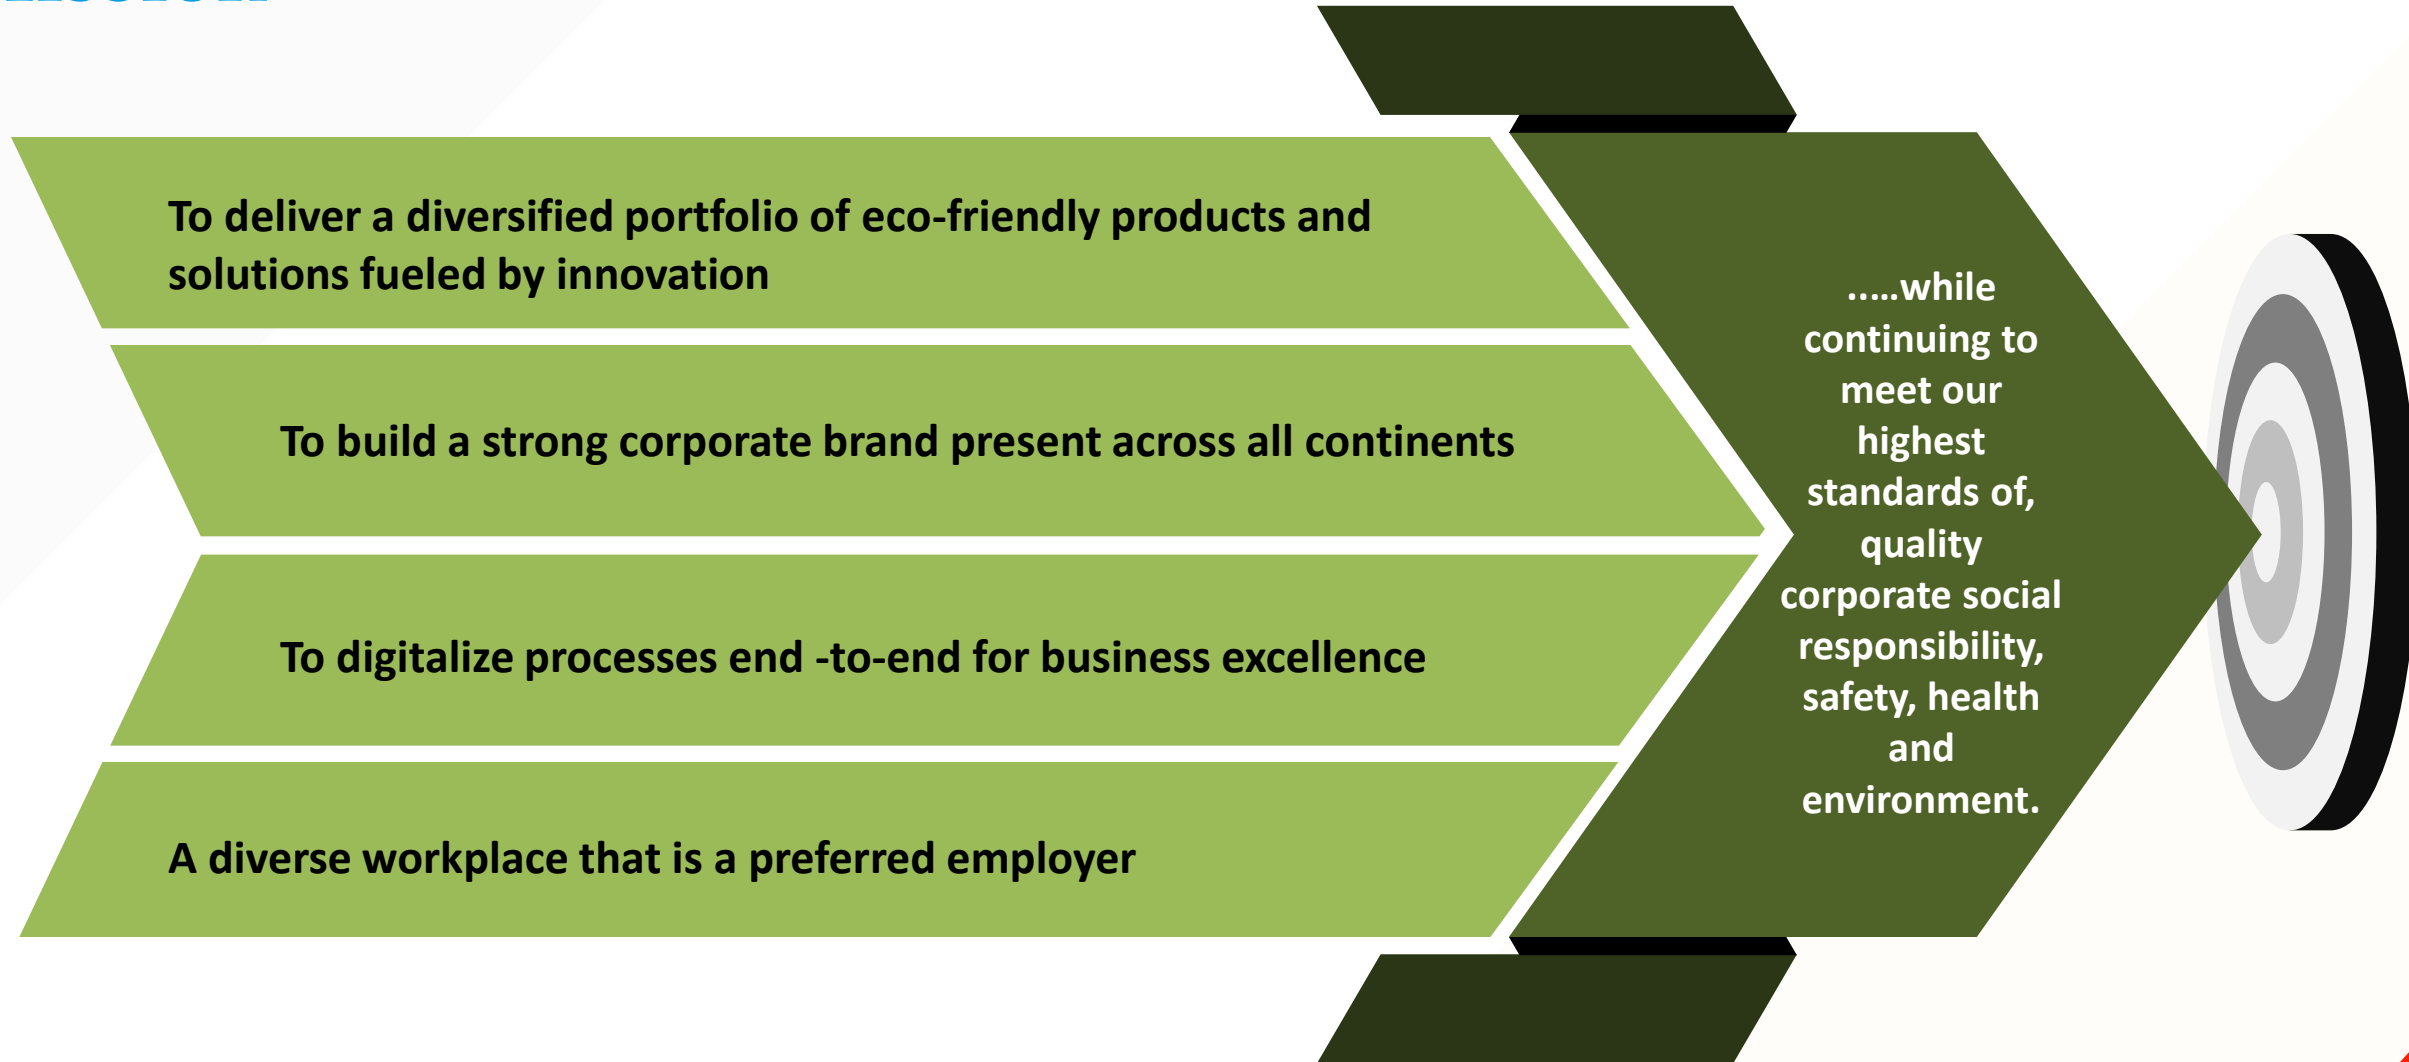 To deliver a diversified portfolio of eco-friendly products and
solutions fueled by innovation
To build a strong corporate brand present across all continents
To digitalize processes end -to-end for business excellence
A diverse workplace that is a preferred employer
.....while
continuing to
meet our
highest
standards of,
quality
corporate social
responsibility,
safety, health
and
environment.